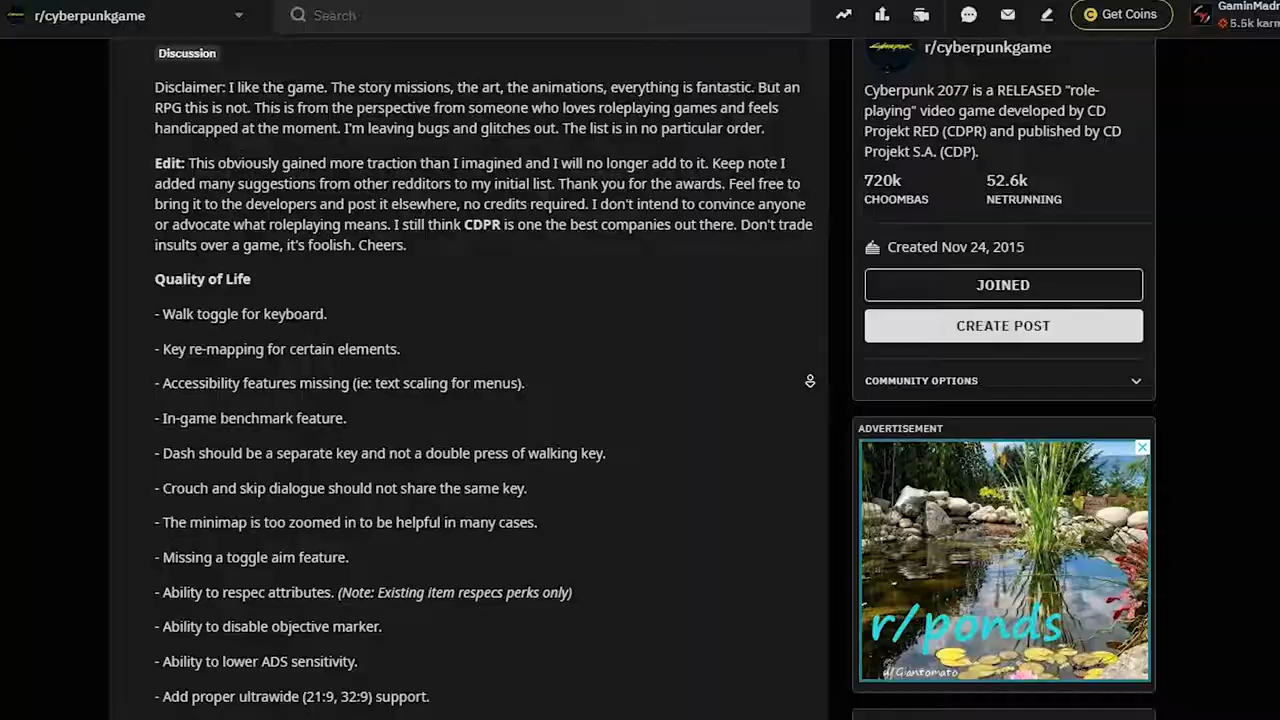 r/cyberpunkgame
Search
Get Coins
GaminMadn
5.5k karm
Discussion
Disclaimer: I like the game. The story missions, the art, the animations, everything is fantastic. But an
RPG this is not. This is from the perspective from someone who loves roleplaying games and feels
handicapped at the moment. I'm leaving bugs and glitches out. The list is in no particular order.
Edit: This obviously gained more traction than I imagined and I will no longer add to it. Keep note I
added many suggestions from other redditors to my initial list. Thank you for the awards. Feel free to
bring it to the developers and post it elsewhere, no credits required. I don't intend to convince anyone
or advocate what roleplaying means. I still think CDPR is one the best companies out there. Don't trade
insults over a game, it's foolish. Cheers.
Quality of Life
- Walk toggle for keyboard.
- Key re-mapping for certain elements.
- Accessibility features missing (ie: text scaling for menus).
- In-game benchmark feature.
- Dash should be a separate key and not a double press of walking key.
- Crouch and skip dialogue should not share the same key.
- The minimap is too zoomed in to be helpful in many cases.
- Missing a toggle aim feature.
- Ability to respec attributes. (Note: Existing item respecs perks only)
- Ability to disable objective marker.
- Ability to lower ADS sensitivity.
- Add proper ultrawide (21:9, 32:9) support.
r/cyberpunkgame
Cyberpunk 2077 is a RELEASED "role-
playing" video game developed by CD
Projekt RED (CDPR) and published by CD
Projekt S.A. (CDP).
720k 52.6k
CHOOMBAS NETRUNNING
Created Nov 24, 2015
JOINED
CREATE POST
COMMUNITY OPTIONS
ADVERTISEMENT
r/ponds
u/Giantomato